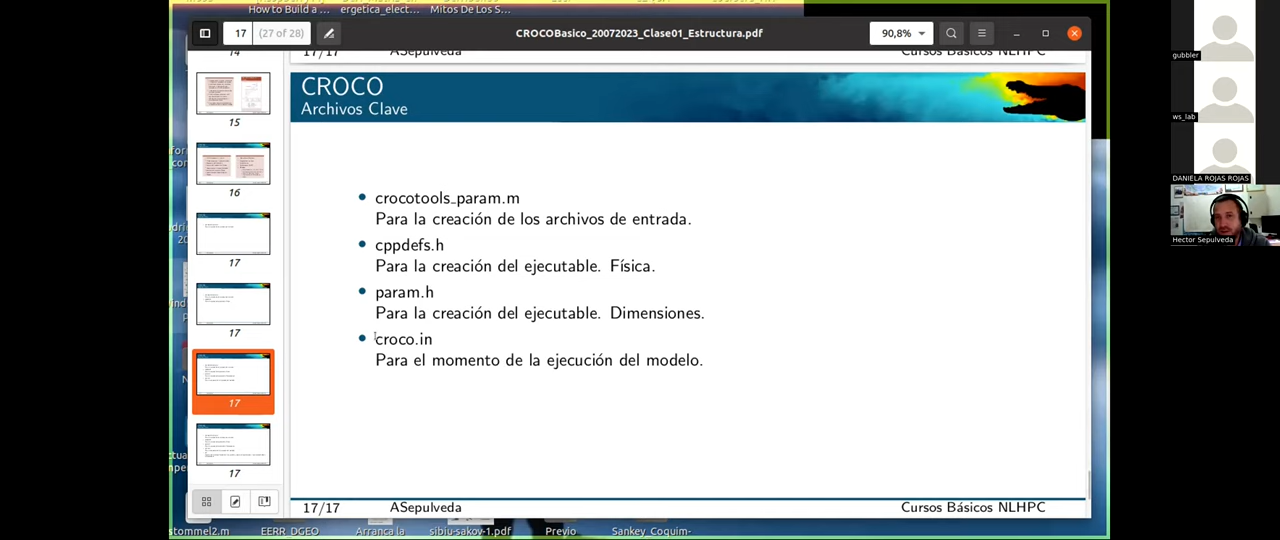 How to Build a ...
ergetica_elect...
Mitos De Los S...
17
(27 of 28)
CROCOBasico_20072023_Clase01_Estructura.pdf
90,8%
14
17/17
ASepulveda
Cursos Básicos NLHPC
15
16
17
17
17
17
CROCO
Archivos Clave
crocotools_param.m
Para la creación de los archivos de entrada.
cppdefs.h
Para la creación del ejecutable. Física.
param.h
Para la creación del ejecutable. Dimensiones.
croco.in
Para el momento de la ejecución del modelo.
17/17
ASepulveda
Cursos Básicos NLHPC
stommel2.m
EERR_DGEO
Arranca la
sibiu-sakov-1.pdf
Previo
Sankey_Coquim-
gubbler
ws_lab
DANIELA ROJAS ROJAS
Hector Sepulveda